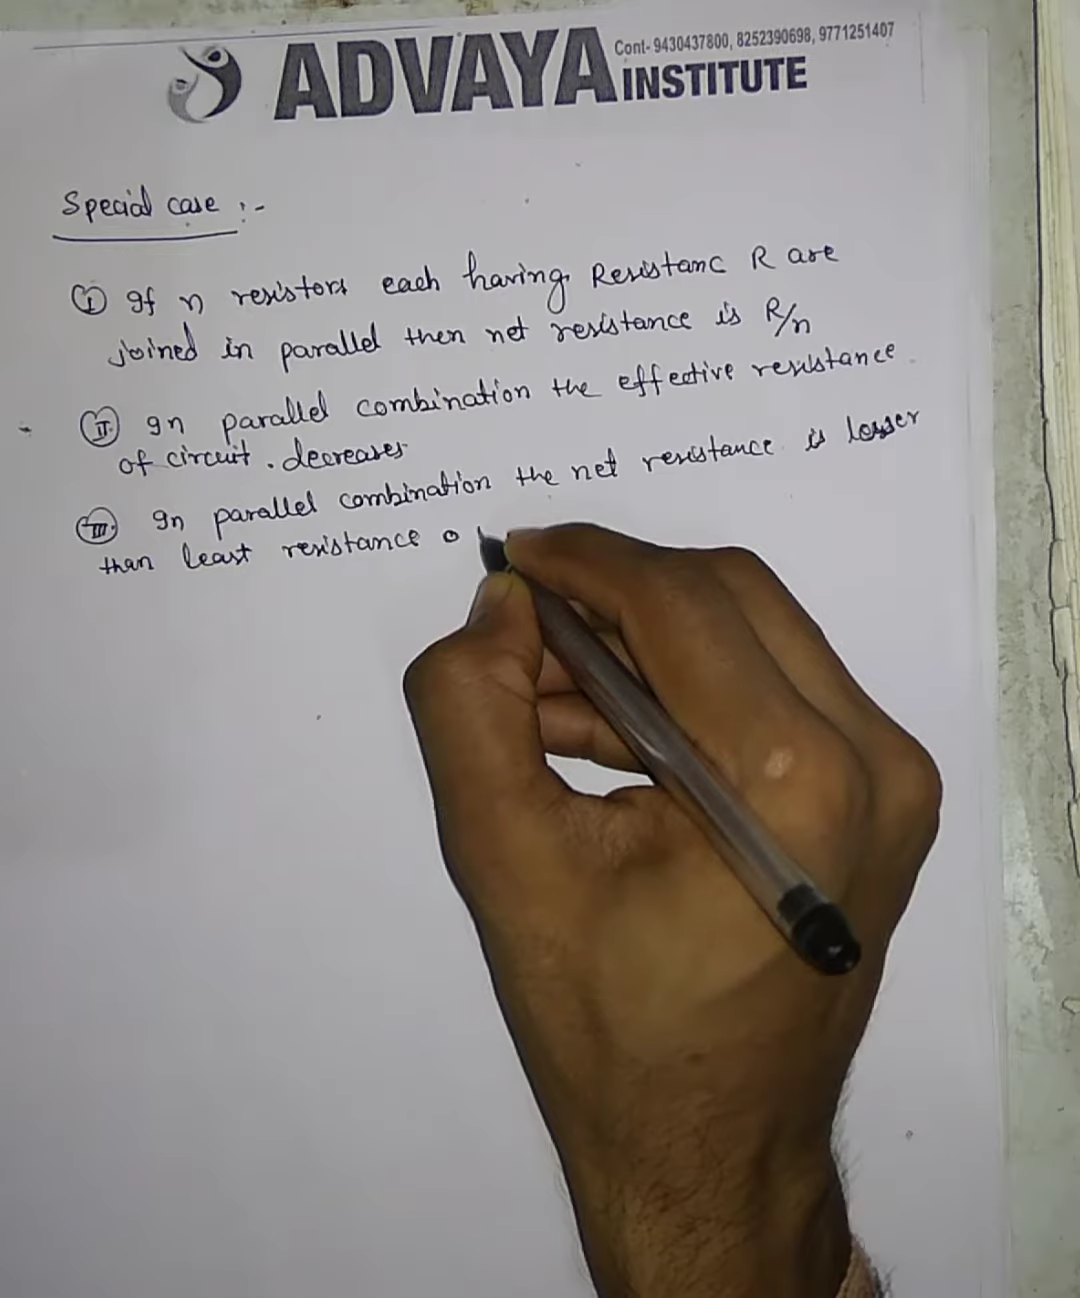 ADVAYA INSTITUTE
Cont- 9430437800, 8252390698, 9771251407
Special case :-
(I) If n resistors each having Resistanc R are
joined in parallel then net resistance is R/n
(II) In parallel combination the effective resistance
of circuit . decreases
(III) In parallel combination the net resistance is lesser
than least resistance o